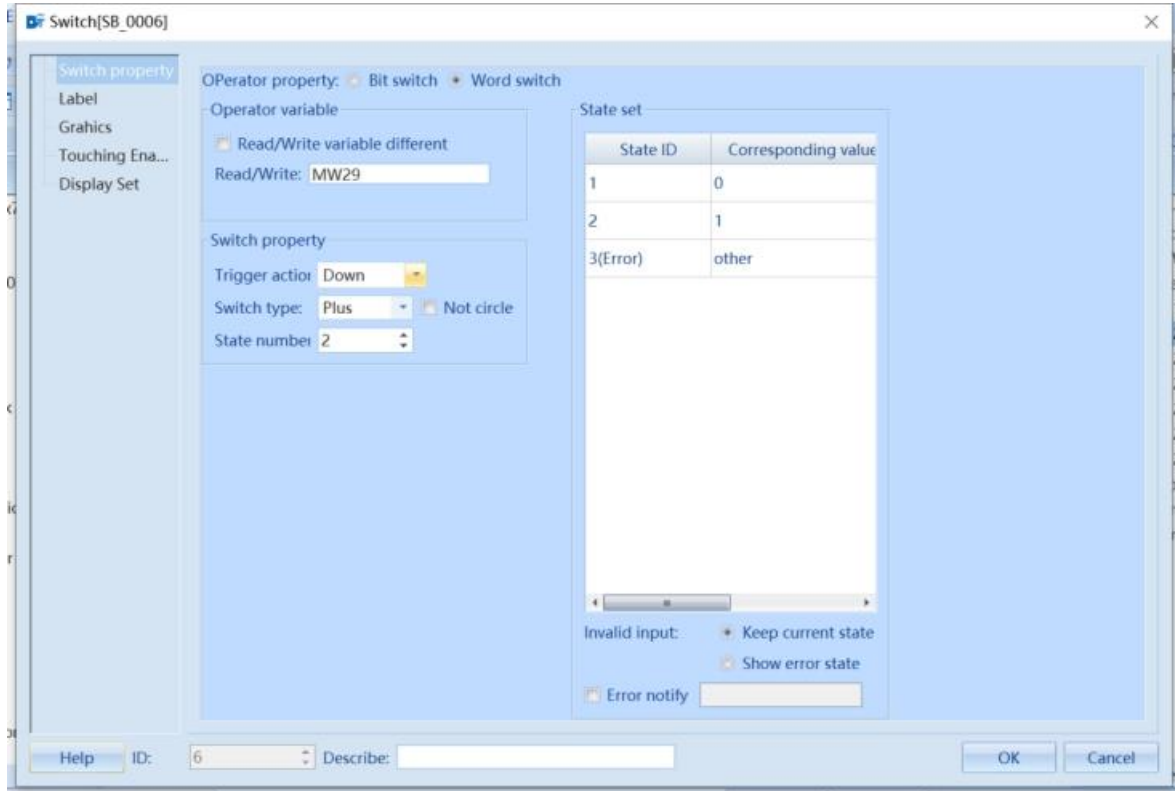 Switch[SB_0006]
Switch property
Label
Grahics
Touching Ena...
Display Set
OPerator property: Bit switch Word switch
Operator variable
Read/Write variable different
Read/Write: MW29
Switch property
Trigger action Down
Switch type: Plus Not circle
State number 2
State set
State ID Corresponding value
1 0
2 1
3(Error) other
Invalid input: Keep current state
Show error state
Error notify
Help ID: 6 Describe: OK Cancel